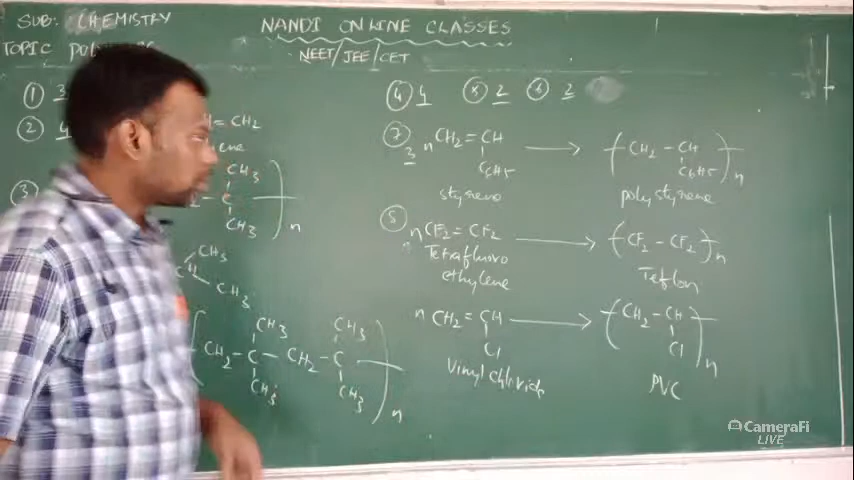 SUB: CHEMISTRY
TOPIC
NANDI ONLINE CLASSES
NEET/JEE/CET
① 3
②
= CH2
③
CH3
- C
CH3
n
CH3
CH3
CH3 CH3
CH2 - C - CH2 - C
CH3 CH3
n
④ 4 ⑤ 2 ⑥ 2
⑦ n CH2 = CH → ( CH2 - CH ) n
3 C6H5 C6H5
styrene polystyrene
n CF2 = CF2 → ( CF2 - CF2 ) n
n
Tetrafluoro
ethylene Teflon
n CH2 = CH → ( CH2 - CH ) n
Cl Cl
Vinyl chloride PVC
CameraFi
LIVE